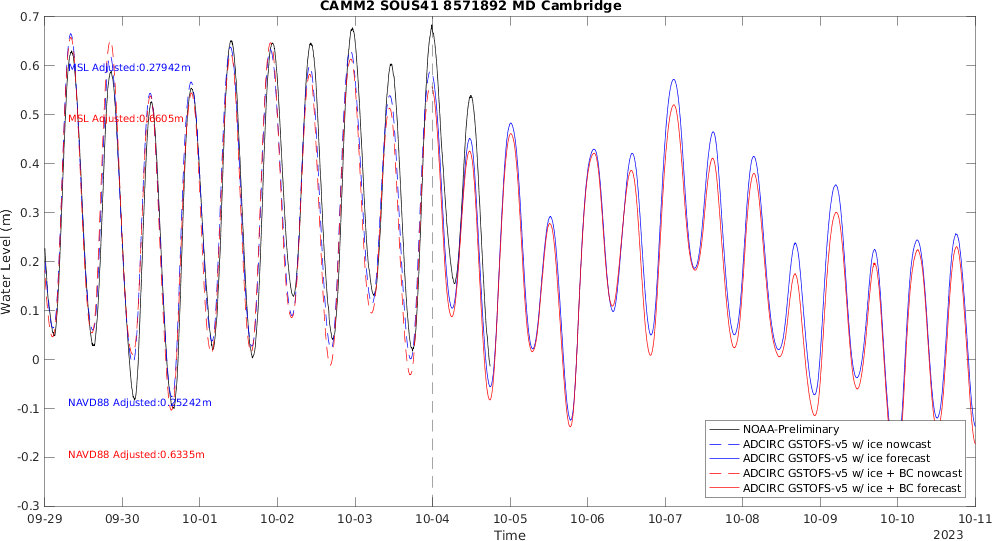 CAMM2 SOUS41 8571892 MD Cambridge
0.7
0.6
0.5
0.4
0.3
0.2
0.1
0
-0.1
-0.2
-0.3
Water Level (m)
MSL Adjusted:0.27942m
MSL Adjusted:0.6605m
NAVD88 Adjusted:0.25242m
NAVD88 Adjusted:0.6335m
NOAA-Preliminary
ADCIRC GSTOFS-v5 w/ ice nowcast
ADCIRC GSTOFS-v5 w/ ice forecast
ADCIRC GSTOFS-v5 w/ ice + BC nowcast
ADCIRC GSTOFS-v5 w/ ice + BC forecast
09-29 09-30 10-01 10-02 10-03 10-04 10-05 10-06 10-07 10-08 10-09 10-10 10-11
Time
2023